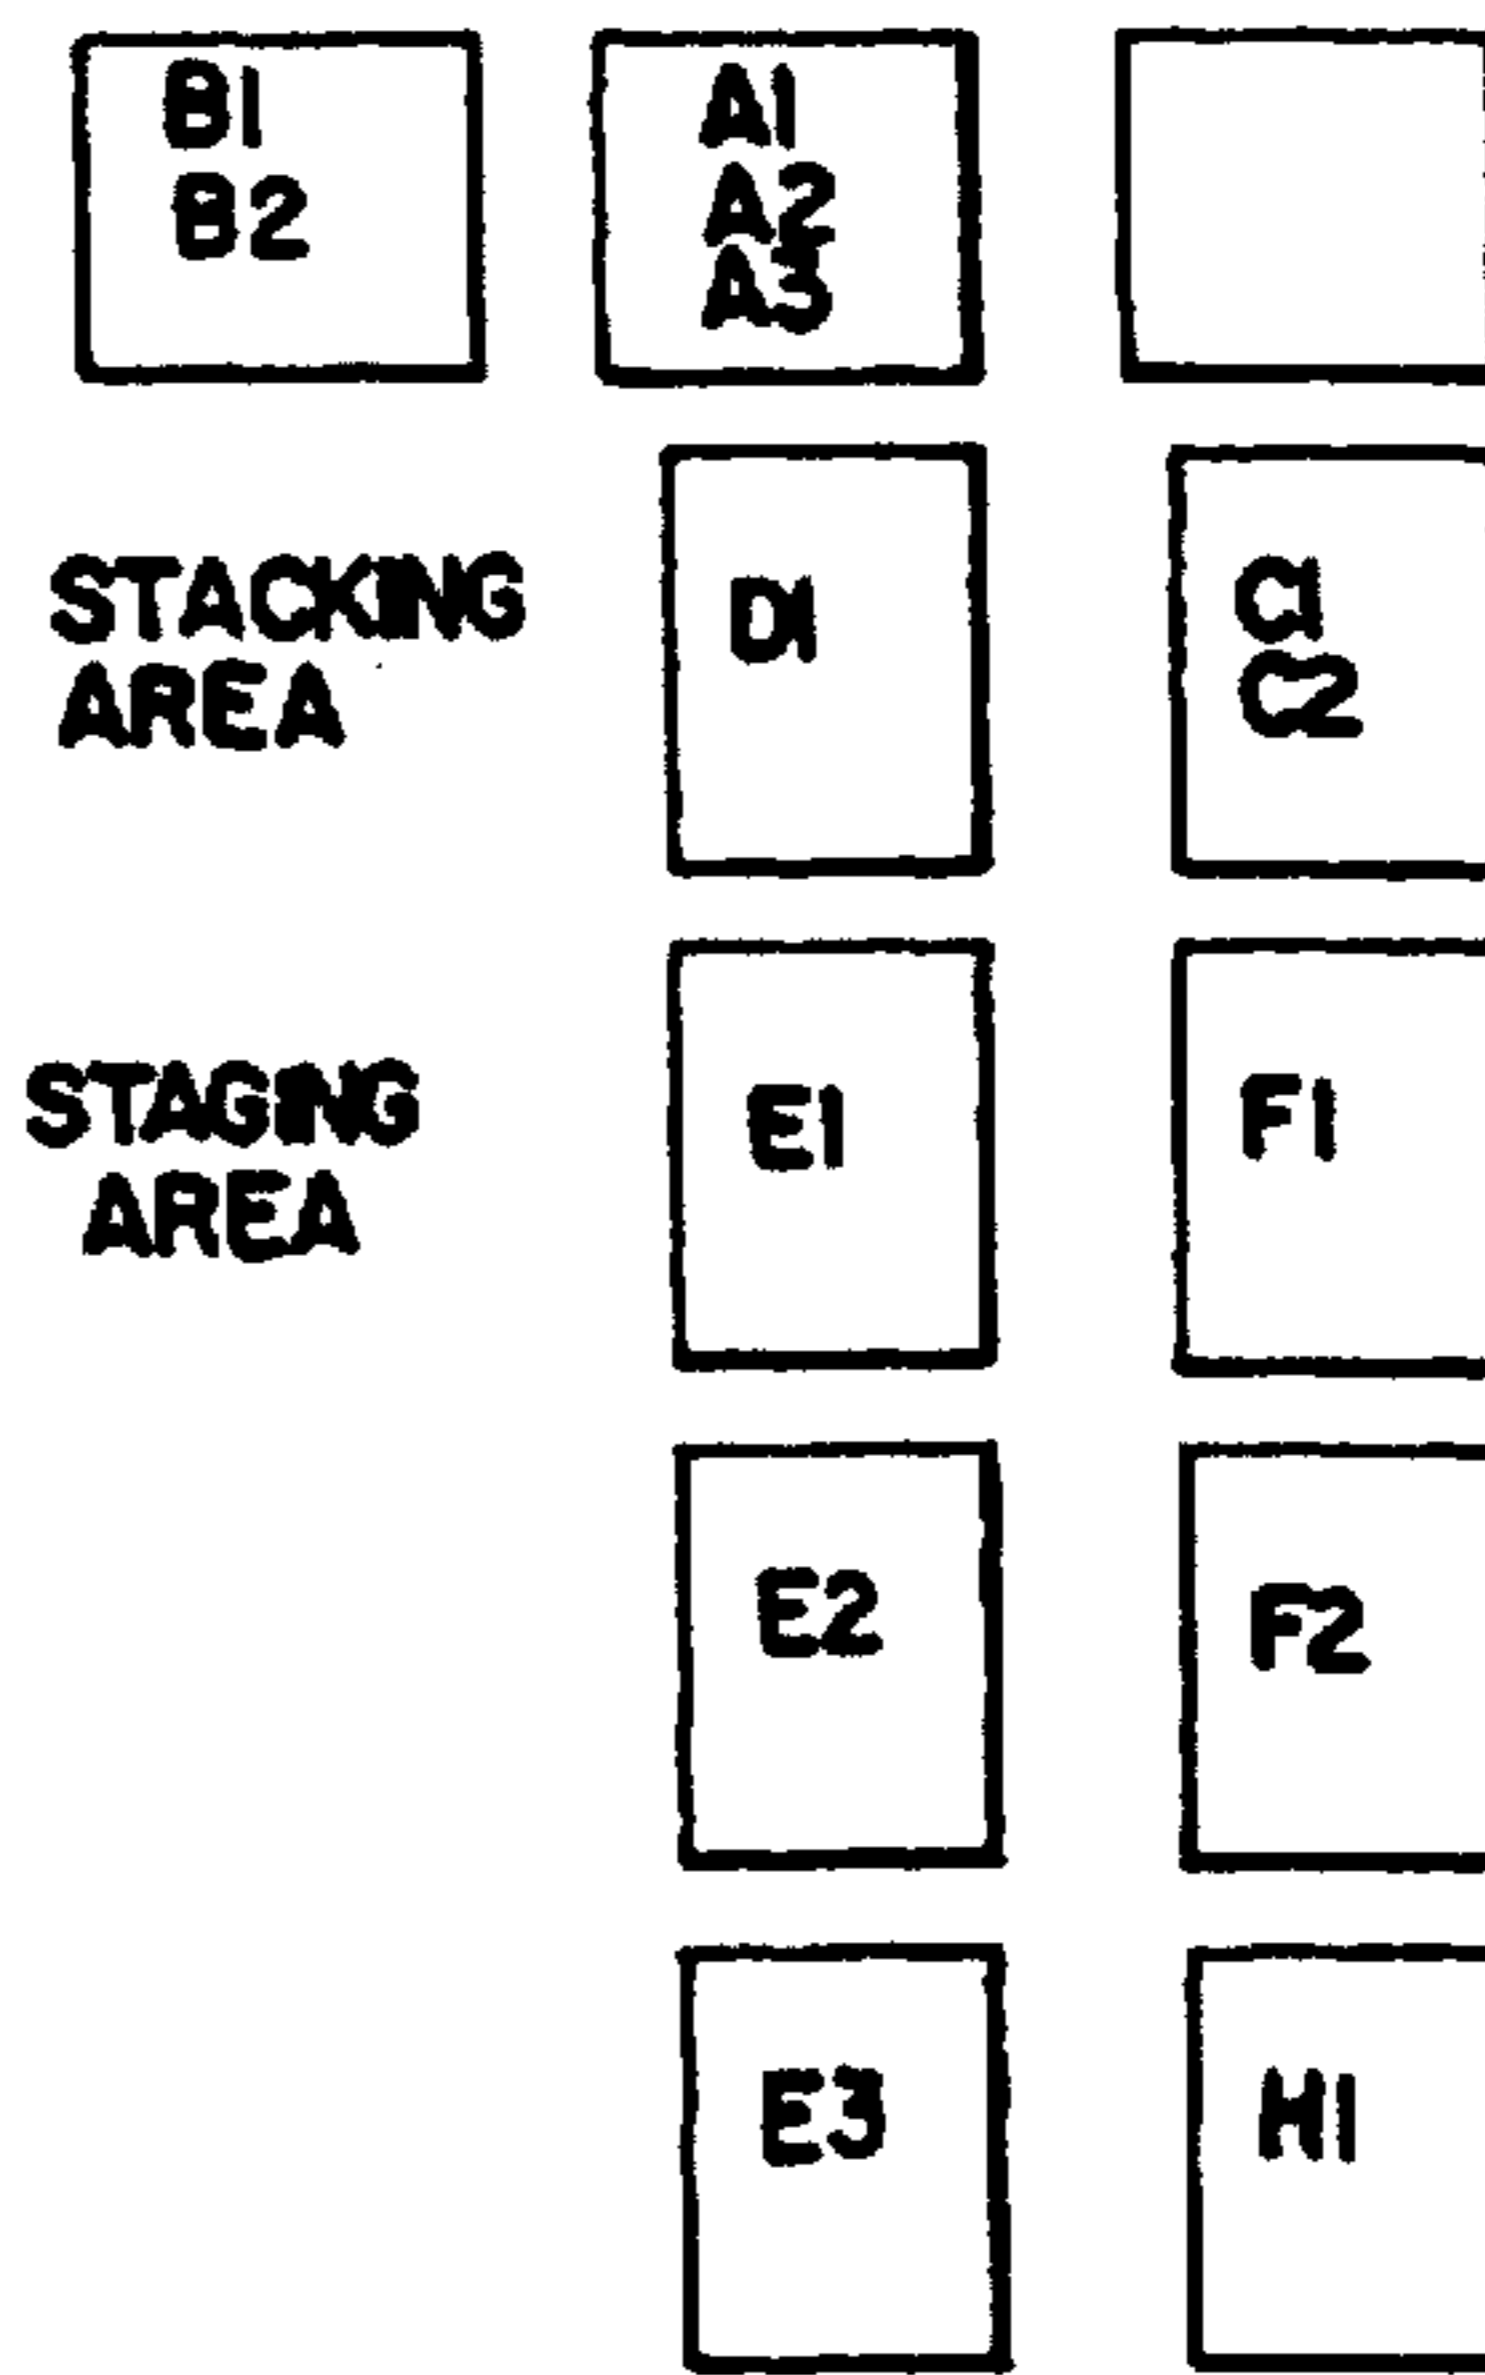 B1
B2
A1
A2
A3
STACKING
AREA
D1
C1
C2
STAGING
AREA
E1
F1
E2
F2
E3
H1